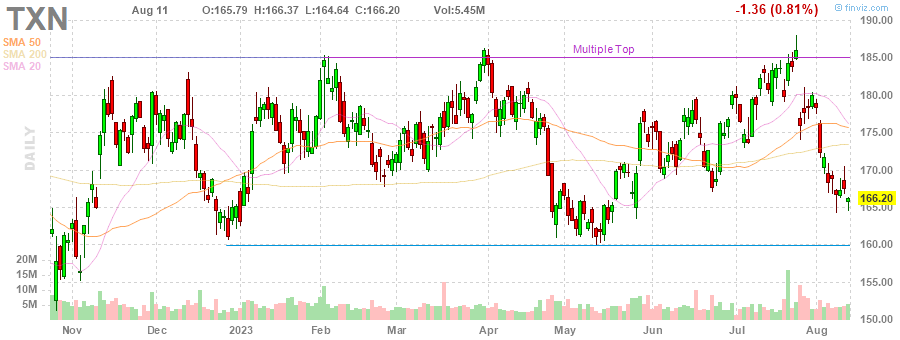 TXN Aug 11 O:165.79 H:166.37 L:164.64 C:166.20 Vol:5.45M -1.36 (0.81%) © finviz.com
SMA 50
SMA 200
SMA 20
DAILY
Multiple Top
190.00
185.00
180.00
175.00
170.00
166.20
165.00
160.00
155.00
150.00
20M
15M
10M
5M
Nov Dec 2023 Feb Mar Apr May Jun Jul Aug